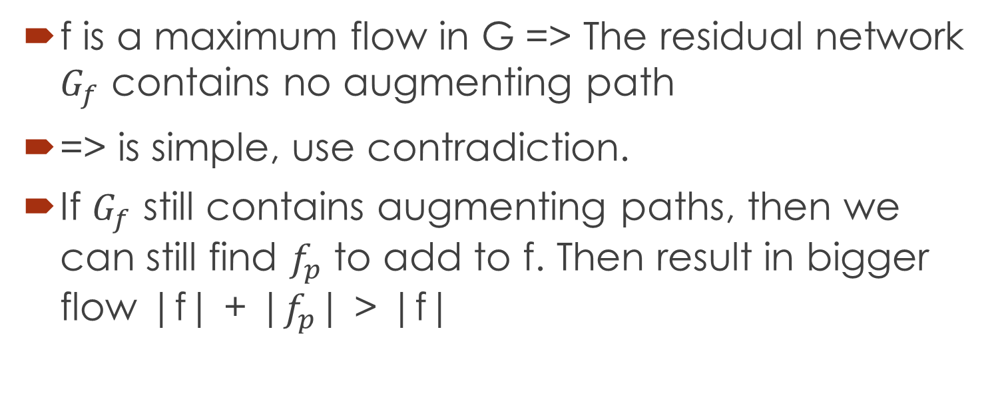 f is a maximum flow in G => The residual network
G_f contains no augmenting path
=> is simple, use contradiction.
If G_f still contains augmenting paths, then we
can still find f_p to add to f. Then result in bigger
flow |f| + |f_p| > |f|